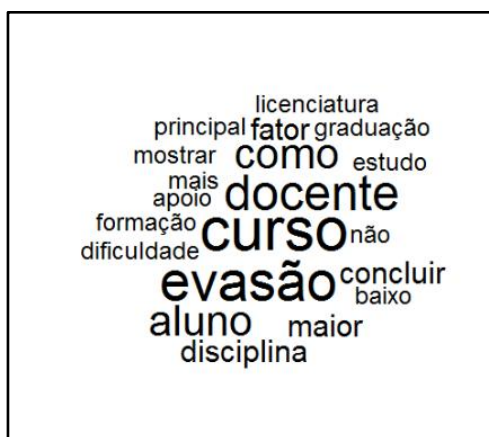 licenciatura
principal fator graduação
mostrar como estudo
mais
apoio docente
formação curso não
dificuldade
evasão concluir
baixo
aluno maior
disciplina